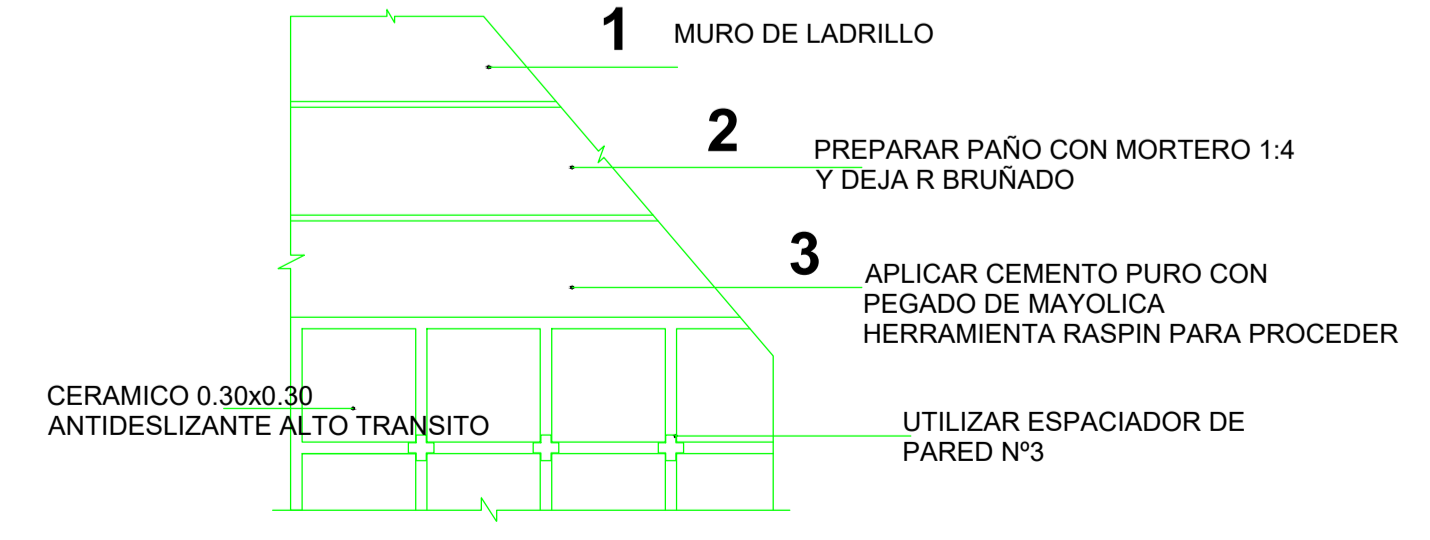 1 MURO DE LADRILLO
2 PREPARAR PAÑO CON MORTERO 1:4
Y DEJA R BRUÑADO
3 APLICAR CEMENTO PURO CON
PEGADO DE MAYOLICA
HERRAMIENTA RASPIN PARA PROCEDER
CERAMICO 0.30x0.30
ANTIDESLIZANTE ALTO TRANSITO
UTILIZAR ESPACIADOR DE
PARED Nº3